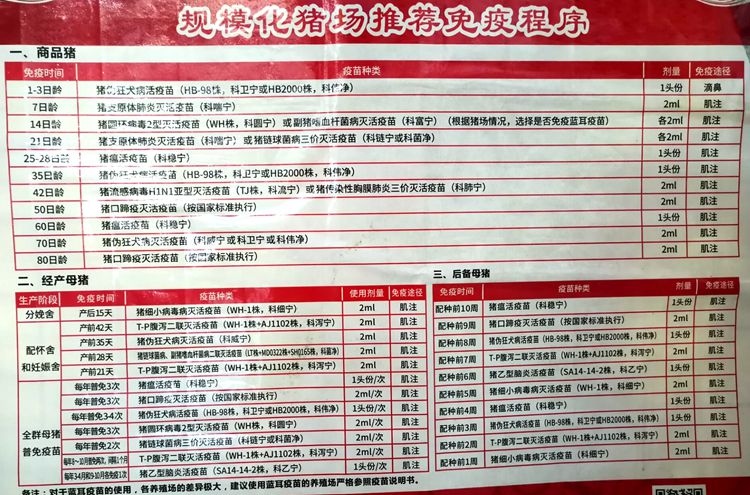 规模化猪场推荐免疫程序
一、商品猪
免疫时间 疫苗种类 剂量 免疫途径
1-3日龄 猪伪狂犬病活疫苗（HB-98株，科卫宁或HB2000株，科伟净） 1头份 滴鼻
7日龄 猪支原体肺炎灭活疫苗（科喘宁） 2ml 肌注
14日龄 猪圆环病毒2型灭活疫苗（WH株，科圆宁）或副猪嗜血杆菌病灭活疫苗（科富宁）（根据猪场情况，选择是否免疫蓝耳疫苗） 各2ml 肌注
21日龄 猪支原体肺炎灭活疫苗（科喘宁）或猪链球菌病三价灭活疫苗（科链宁或科菌净） 各2ml 肌注
25-28日龄 猪瘟活疫苗（科稳宁） 1头份 肌注
35日龄 猪伪狂犬病活疫苗（HB-98株，科卫宁或HB2000株，科伟净） 1头份 肌注
42日龄 猪流感病毒H1N1亚型灭活疫苗（TJ株，科流宁）或猪传染性胸膜肺炎三价灭活疫苗（科肺宁） 2ml 肌注
50日龄 猪口蹄疫灭活疫苗（按国家标准执行） 2ml 肌注
60日龄 猪瘟活疫苗（科稳宁） 1头份 肌注
70日龄 猪伪狂犬病灭活疫苗（科威宁或科卫宁或科伟净） 2ml 肌注
80日龄 猪口蹄疫灭活疫苗（按国家标准执行） 2ml 肌注
二、经产母猪
生产阶段 免疫时间 疫苗种类 使用剂量 免疫途径
分娩舍 产后15天 猪细小病毒病灭活疫苗（WH-1株，科细宁） 2ml 肌注
配怀舍和妊娠舍 产前42天 T-P腹泻二联灭活疫苗（WH-1株+AJ1102株，科泻宁） 2ml 肌注
产前35天 猪伪狂犬病灭活疫苗（科威宁） 2ml 肌注
产前28天 猪链球菌病、副猪嗜血杆菌病二联灭活疫苗（LT株+MD0322株+SH0165株，科菌净） 2ml 肌注
产前21天 T-P腹泻二联灭活疫苗（WH-1株+AJ1102株，科泻宁） 2ml 肌注
全群母猪普免疫苗 每年普免3次 猪瘟活疫苗（科稳宁） 1头份/次 肌注
每年普免3次 猪口蹄疫灭活疫苗（按国家标准执行） 2ml/次 肌注
每年普免3-4次 猪伪狂犬病活疫苗（HB-98株，科卫宁或HB2000株，科伟净） 1头份/次 肌注
每年普免3次 猪圆环病毒2型灭活疫苗（WH株，科圆宁） 2ml/次 肌注
每年普免2次 猪链球菌病三价灭活疫苗（科链宁或科菌净） 2ml/次 肌注
T-P腹泻二联灭活疫苗（WH-1株+AJ1102株，科泻宁） 2ml/次 肌注
猪乙型脑炎活疫苗（SA14-14-2株，科乙宁） 1头份/次 肌注
三、后备母猪
免疫时间 疫苗种类 剂量 免疫途径
配种前10周 猪瘟活疫苗（科稳宁） 1头份 肌注
配种前9周 猪口蹄疫灭活疫苗（按国家标准执行） 2ml 肌注
配种前8周 猪伪狂犬病活疫苗（HB-98株，科卫宁或HB2000株，科伟净） 1头份 肌注
配种前7周 T-P腹泻二联灭活疫苗（WH-1株+AJ1102株，科泻宁） 2ml 肌注
配种前6周 猪乙型脑炎活疫苗（SA-14-14-2株，科乙宁） 1头份 肌注
配种前5周 猪细小病毒病灭活疫苗（WH-1株，科细宁） 2ml 肌注
配种前4周 猪瘟活疫苗（科稳宁） 1头份 肌注
配种前3周 猪伪狂犬病活疫苗（HB-98株，科卫宁或HB2000株，科伟净） 1头份 肌注
配种前2周 T-P腹泻二联灭活疫苗（WH-1株+AJ1102株，科泻宁） 2ml 肌注
配种前1周 猪细小病毒病灭活疫苗（WH-1株，科细宁） 2ml 肌注
备注：对于蓝耳疫苗的使用，各养殖场的差异极大，建议使用蓝耳疫苗的养殖场严格参照疫苗说明书。